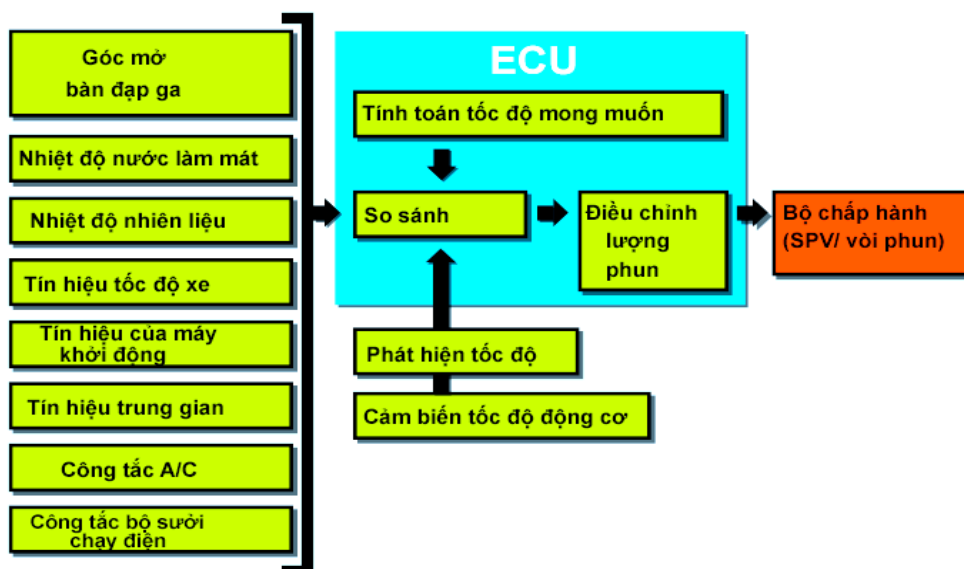 Góc mở
bàn đạp ga
Nhiệt độ nước làm mát
Nhiệt độ nhiên liệu
Tín hiệu tốc độ xe
Tín hiệu của máy
khởi động
Tín hiệu trung gian
Công tắc A/C
Công tắc bộ sưởi
chạy điện
ECU
Tính toán tốc độ mong muốn
So sánh
Điều chỉnh
lượng
phun
Bộ chấp hành
(SPV/ vòi phun)
Phát hiện tốc độ
Cảm biến tốc độ động cơ